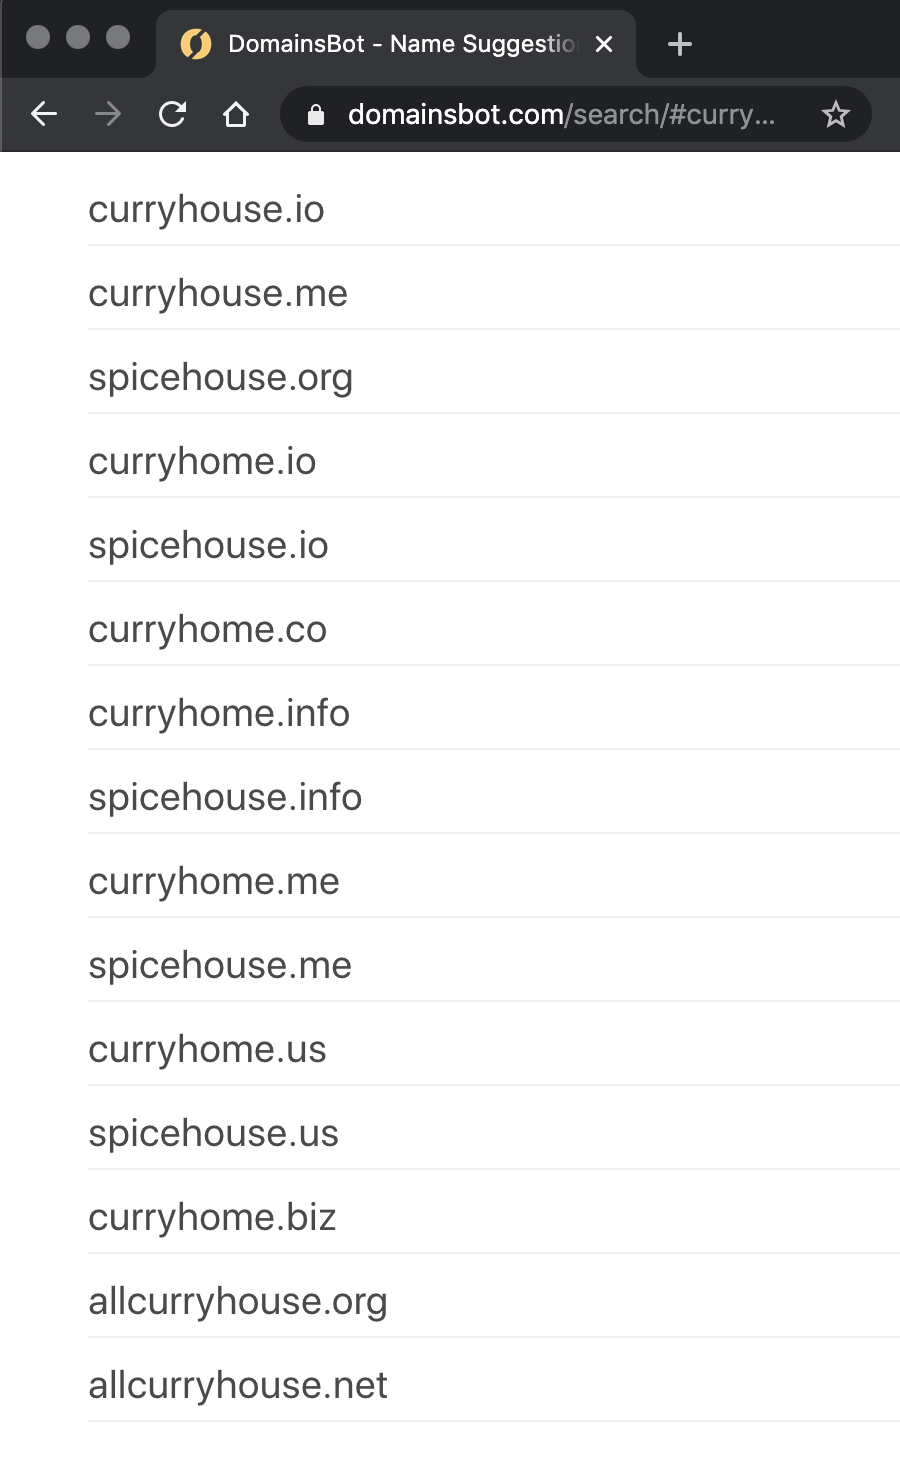 DomainsBot - Name Suggestio
domainsbot.com/search/#curry...
curryhouse.io
curryhouse.me
spicehouse.org
curryhome.io
spicehouse.io
curryhome.co
curryhome.info
spicehouse.info
curryhome.me
spicehouse.me
curryhome.us
spicehouse.us
curryhome.biz
allcurryhouse.org
allcurryhouse.net